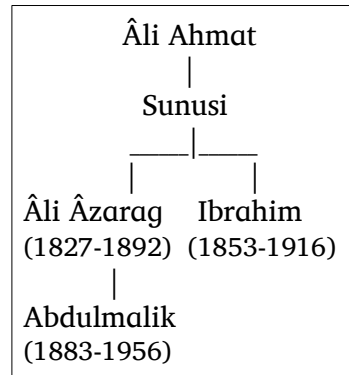 Âli Ahmat
Sunusi
Âli Âzarag Ibrahim
(1827-1892) (1853-1916)
Abdulmalik
(1883-1956)